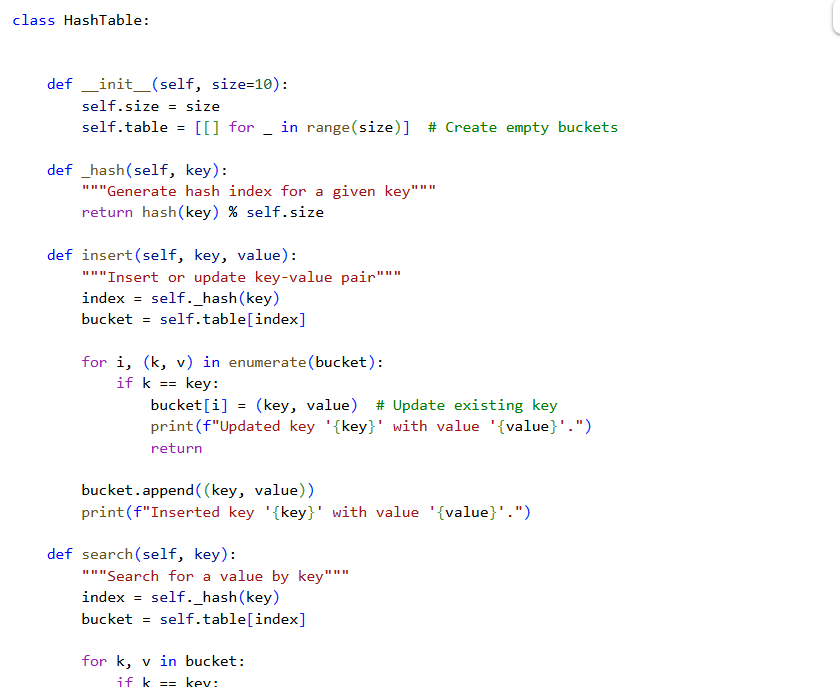 class HashTable:
    def __init__(self, size=10):
        self.size = size
        self.table = [[] for _ in range(size)]  # Create empty buckets
    def _hash(self, key):
        """Generate hash index for a given key"""
        return hash(key) % self.size
    def insert(self, key, value):
        """Insert or update key-value pair"""
        index = self._hash(key)
        bucket = self.table[index]
        for i, (k, v) in enumerate(bucket):
            if k == key:
                bucket[i] = (key, value)  # Update existing key
                print(f"Updated key '{key}' with value '{value}'.")
                return
        bucket.append((key, value))
        print(f"Inserted key '{key}' with value '{value}'.")
    def search(self, key):
        """Search for a value by key"""
        index = self._hash(key)
        bucket = self.table[index]
        for k, v in bucket:
            if k == key: